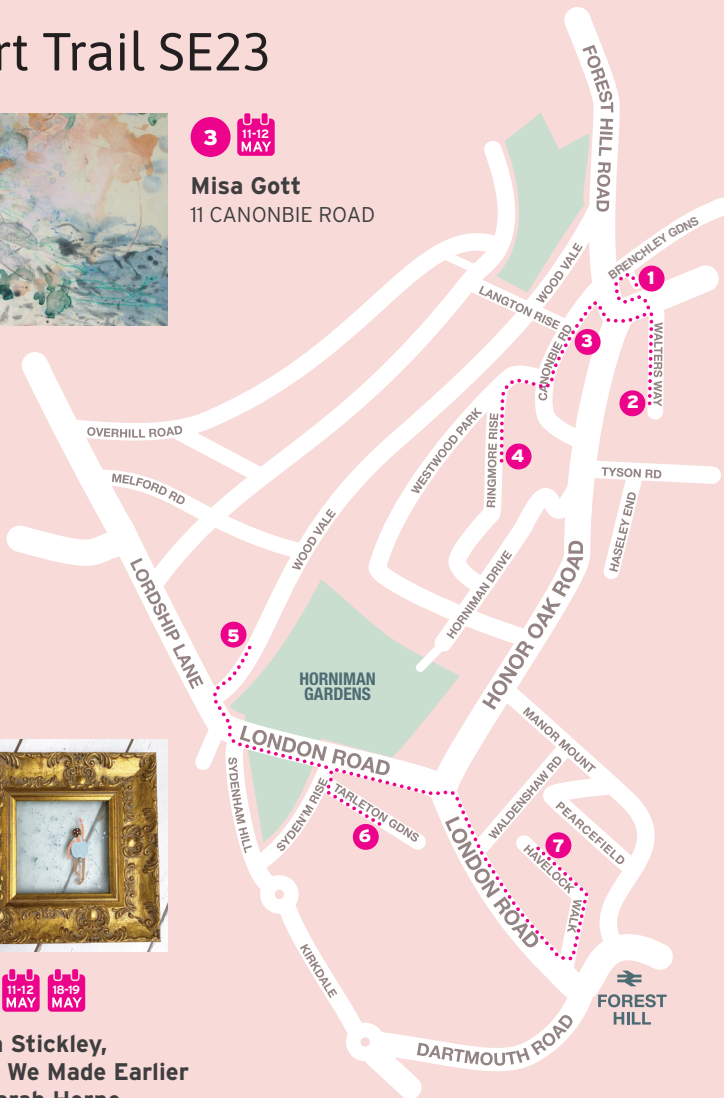 rt Trail SE23
3
11-12
MAY
Misa Gott
11 CANONBIE ROAD
FOREST HILL ROAD
BRENCHLEY GDNS
1
WOOD VALE
LANGTON RISE
CANONBIE RD
3
WALTERS WAY
2
OVERHILL ROAD
WESTWOOD PARK
RINGMORE RISE
4
TYSON RD
MELFORD RD
HASELEY END
WOOD VALE
LORDSHIP LANE
HORNIMAN DRIVE
HONOR OAK ROAD
5
HORNIMAN
GARDENS
LONDON ROAD
MANOR MOUNT
SYDENHAM HILL
SYDEN'M RISE
TARLETON GDNS
6
WALDENSHAW RD
PEARCEFIELD
LONDON ROAD
7
HAVELOCK
WALK
KIRKDALE
FOREST
HILL
DARTMOUTH ROAD
11-12
MAY
18-19
MAY
Stickley,
We Made Earlier